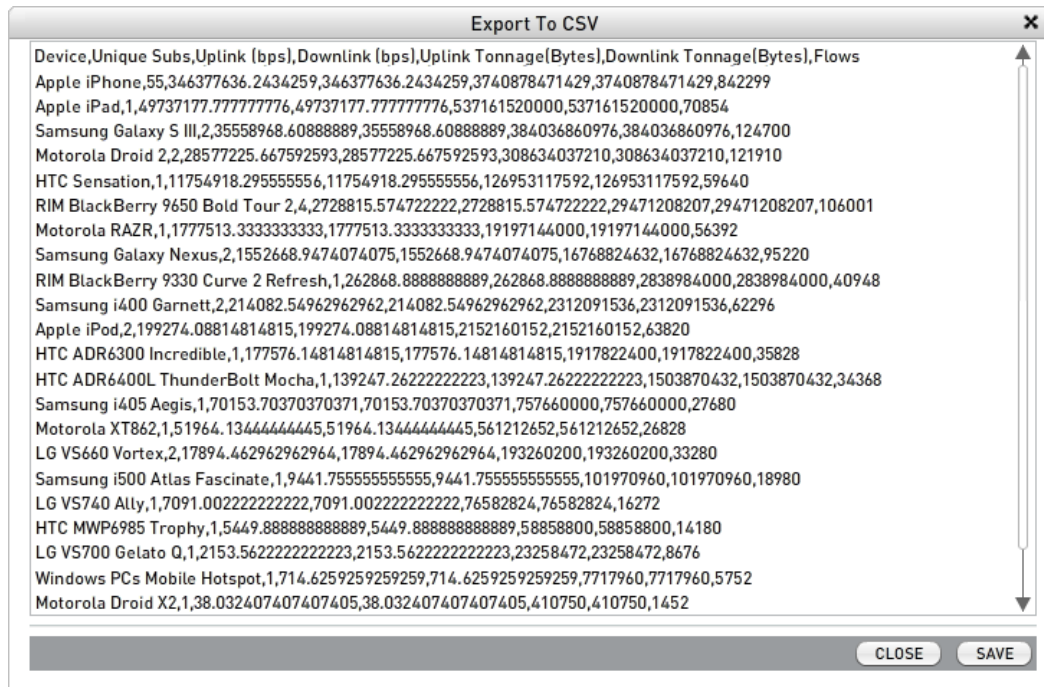 Export To CSV
Device,Unique Subs,Uplink (bps),Downlink (bps),Uplink Tonnage(Bytes),Downlink Tonnage(Bytes),Flows
Apple iPhone,55,346377636.2434259,346377636.2434259,3740878471429,3740878471429,842299
Apple iPad,1,49737177.777777776,49737177.777777776,537161520000,537161520000,70854
Samsung Galaxy S III,2,35558968.60888889,35558968.60888889,384036860976,384036860976,124700
Motorola Droid 2,2,28577225.667592593,28577225.667592593,308634037210,308634037210,121910
HTC Sensation,1,11754918.295555556,11754918.295555556,126953117592,126953117592,59640
RIM BlackBerry 9650 Bold Tour 2,4,2728815.574722222,2728815.574722222,29471208207,29471208207,106001
Motorola RAZR,1,1777513.3333333333,1777513.3333333333,19197144000,19197144000,56392
Samsung Galaxy Nexus,2,1552668.9474074075,1552668.9474074075,16768824632,16768824632,95220
RIM BlackBerry 9330 Curve 2 Refresh,1,262868.8888888889,262868.8888888889,2838984000,2838984000,40948
Samsung i400 Garnett,2,214082.54962962962,214082.54962962962,2312091536,2312091536,62296
Apple iPod,2,199274.08814814815,199274.08814814815,2152160152,2152160152,63820
HTC ADR6300 Incredible,1,177576.14814814815,177576.14814814815,1917822400,1917822400,35828
HTC ADR6400L ThunderBolt Mocha,1,139247.26222222223,139247.26222222223,1503870432,1503870432,34368
Samsung i405 Aegis,1,70153.70370370371,70153.70370370371,757660000,757660000,27680
Motorola XT862,1,51964.13444444445,51964.13444444445,561212652,561212652,26828
LG VS660 Vortex,2,17894.462962962964,17894.462962962964,193260200,193260200,33280
Samsung i500 Atlas Fascinate,1,9441.755555555555,9441.755555555555,101970960,101970960,18980
LG VS740 Ally,1,7091.002222222222,7091.002222222222,76582824,76582824,16272
HTC MWP6985 Trophy,1,5449.888888888889,5449.888888888889,58858800,58858800,14180
LG VS700 Gelato Q,1,2153.5622222222223,2153.5622222222223,23258472,23258472,8676
Windows PCs Mobile Hotspot,1,714.6259259259259,714.6259259259259,7717960,7717960,5752
Motorola Droid X2,1,38.032407407407405,38.032407407407405,410750,410750,1452
CLOSE SAVE